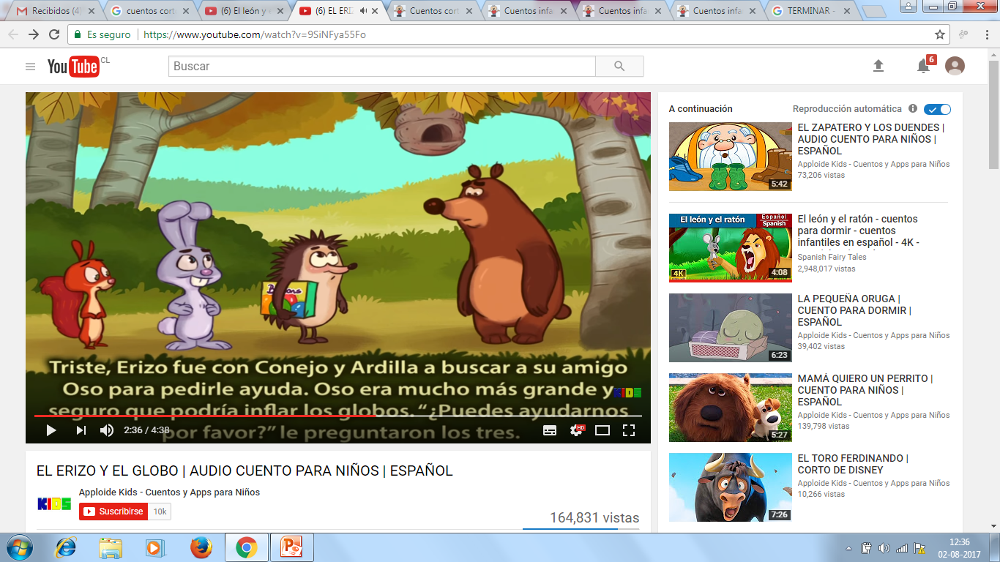 Recibidos (4)
cuentos cort
(6) El león y r
(6) EL ERIZ
Cuentos cort
Cuentos infa
Cuentos infa
Cuentos infa
TERMINAR -
Es seguro | https://www.youtube.com/watch?v=9SiNFya55Fo
YouTube CL
Buscar
6
Triste, Erizo fue con Conejo y Ardilla a buscar a su amigo
Oso para pedirle ayuda. Oso era mucho más grande y
seguro que podría inflar los globos. “¿Puedes ayudarnos
por favor?” le preguntaron los tres.
KIDS
2:36 / 4:38
HD
EL ERIZO Y EL GLOBO | AUDIO CUENTO PARA NIÑOS | ESPAÑOL
KIDS
Apploide Kids - Cuentos y Apps para Niños
Suscribirse 10k
164,831 vistas
A continuación
Reproducción automática
EL ZAPATERO Y LOS DUENDES |
AUDIO CUENTO PARA NIÑOS |
ESPAÑOL
Apploide Kids - Cuentos y Apps para Niños
73,206 vistas
5:42
El león y el ratón
Español
Spanish
4K
4:08
El león y el ratón - cuentos
para dormir - cuentos
infantiles en español - 4K -
Spanish Fairy Tales
2,948,017 vistas
LA PEQUEÑA ORUGA |
CUENTO PARA DORMIR |
ESPAÑOL
Apploide Kids - Cuentos y Apps para Niños
39,402 vistas
6:23
MAMÁ QUIERO UN PERRITO |
CUENTO PARA NIÑOS |
ESPAÑOL
Apploide Kids - Cuentos y Apps para Niños
139,798 vistas
5:27
EL TORO FERDINANDO |
CORTO DE DISNEY
Apploide Kids - Cuentos y Apps para Niños
10,266 vistas
7:26
12:36
02-08-2017